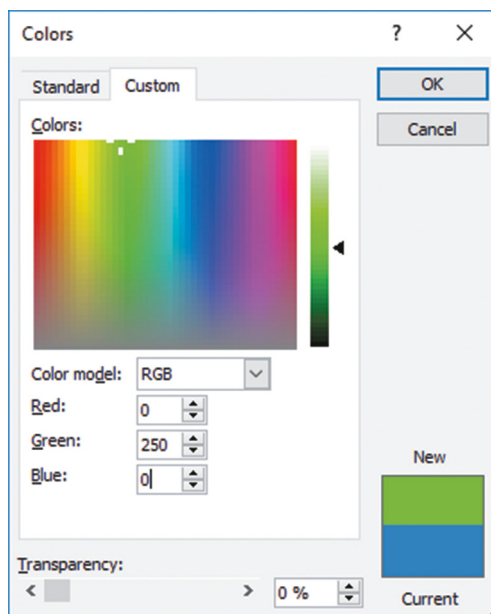 Colors ? ×
Standard Custom OK
Cancel
Colors:
Color model: RGB
Red: 0
Green: 250
Blue: 0
New
Transparency:
< > 0 %
Current